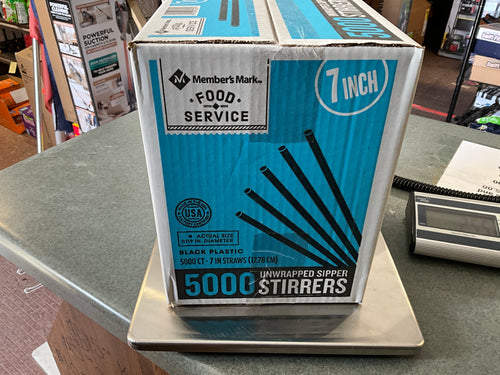 Member's Mark
FOOD
SERVICE
7 INCH
USA
ACTUAL SIZE
0.119 IN. DIAMETER
BLACK PLASTIC
5000 CT · 7 IN STRAWS (17.78 CM)
5000 UNWRAPPED SIPPER
STIRRERS
POWERFUL
SUCTION